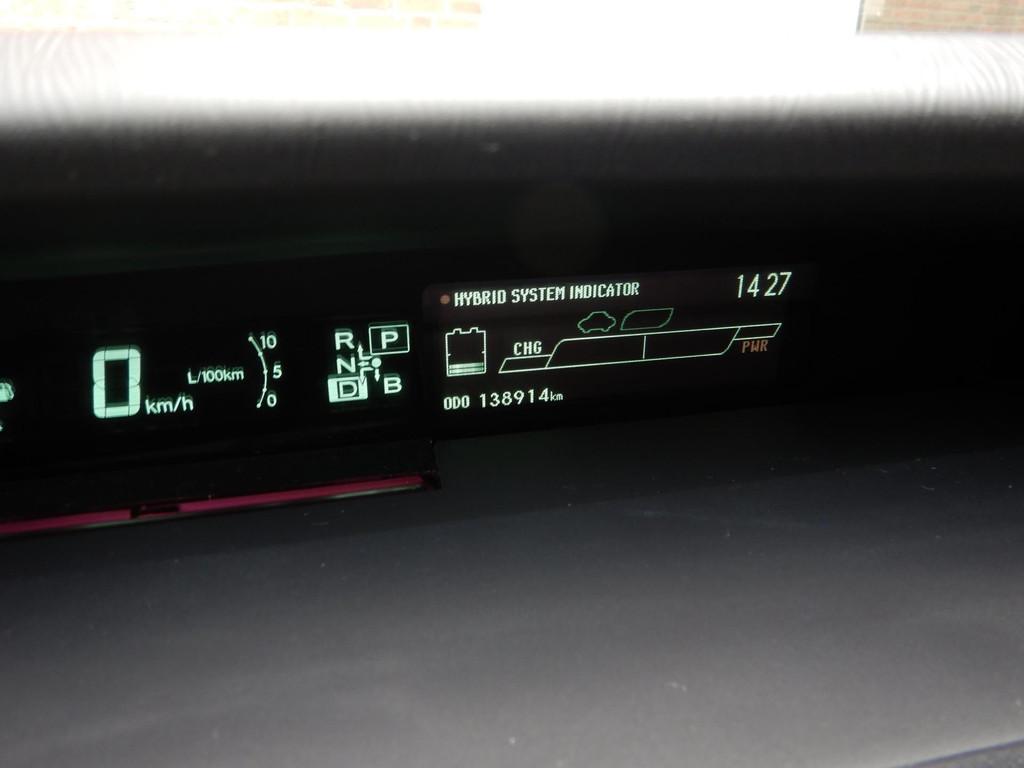 HYBRID SYSTEM INDICATOR 14 27
CHG
PWR
ODO 138914km
0 km/h
L/100km
10
5
0
R P
N
D B